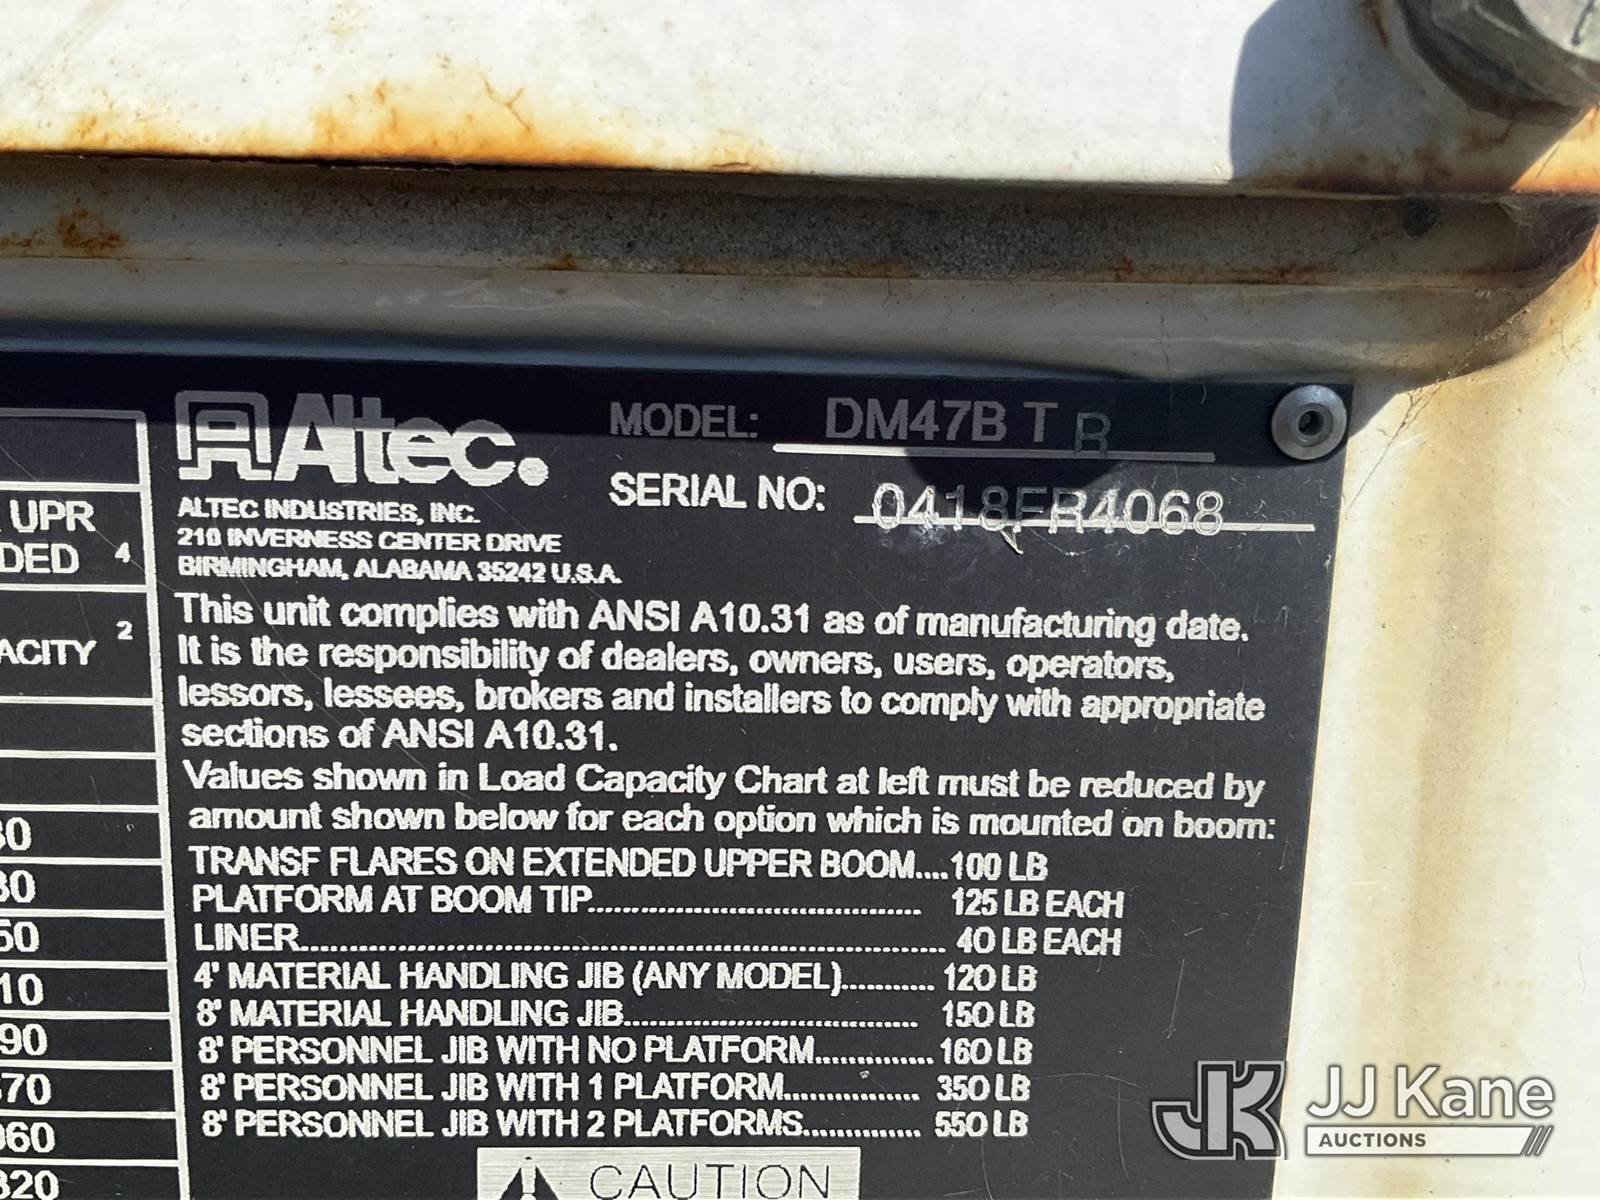 UPR
DED 4
ACITY 2
30
30
50
10
90
70
060
320
Altec.
ALTEC INDUSTRIES, INC.
210 INVERNESS CENTER DRIVE
BIRMINGHAM, ALABAMA 35242 U.S.A.
MODEL: DM47B TR
SERIAL NO: 0418FR4068
This unit complies with ANSI A10.31 as of manufacturing date.
It is the responsibility of dealers, owners, users, operators,
lessors, lessees, brokers and installers to comply with appropriate
sections of ANSI A10.31.
Values shown in Load Capacity Chart at left must be reduced by
amount shown below for each option which is mounted on boom:
TRANSF FLARES ON EXTENDED UPPER BOOM....100 LB
PLATFORM AT BOOM TIP.................................... 125 LB EACH
LINER............................................................... 40 LB EACH
4' MATERIAL HANDLING JIB (ANY MODEL)............ 120 LB
8' MATERIAL HANDLING JIB................................ 150 LB
8' PERSONNEL JIB WITH NO PLATFORM.............. 160 LB
8' PERSONNEL JIB WITH 1 PLATFORM................ 350 LB
8' PERSONNEL JIB WITH 2 PLATFORMS.............. 550 LB
CAUTION
JK JJ Kane
AUCTIONS